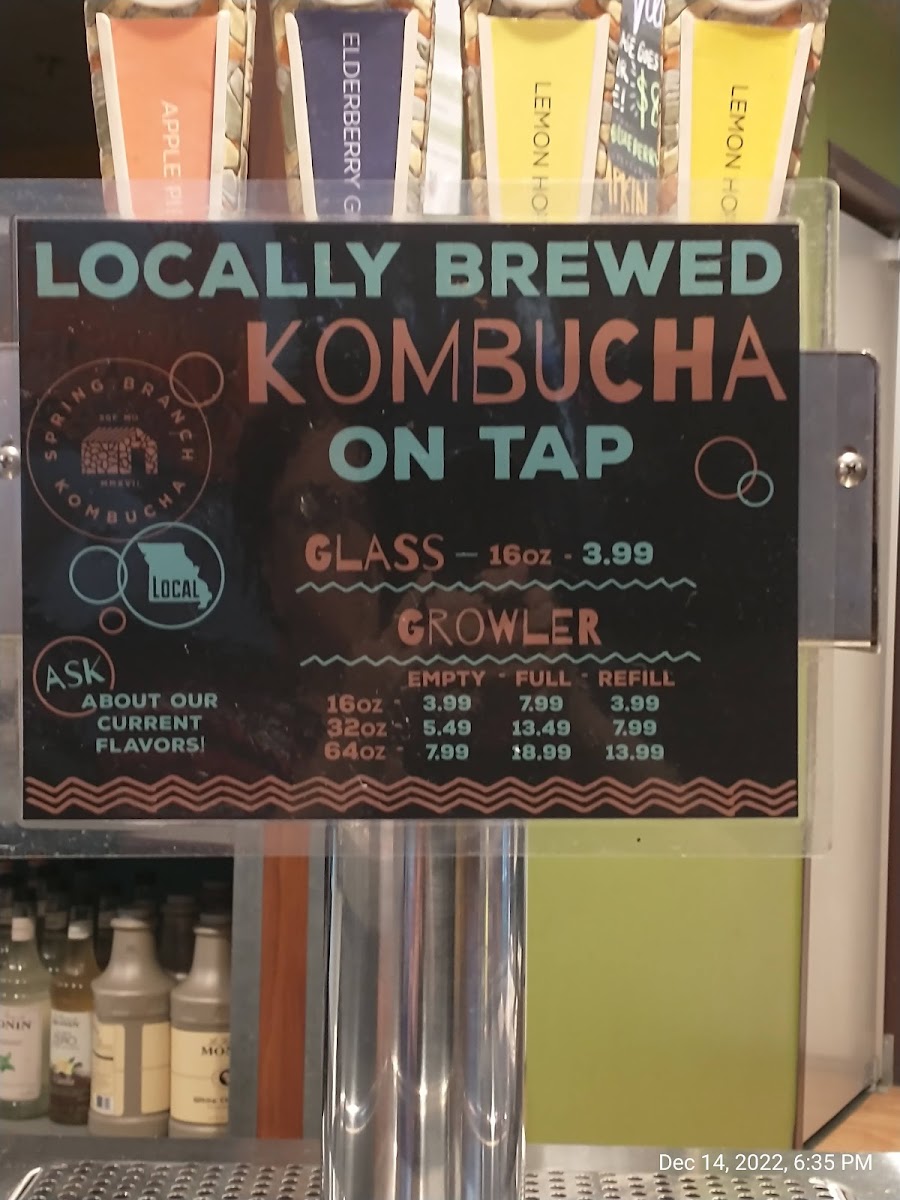 APPLE
ELDERBERRY G
LEMON HO
$8
LEMON HO
LOCALLY BREWED
KOMBUCHA
ON TAP
SPRING BRANCH
KOMBUCHA
MMXVII
LOCAL
GLASS — 16oz - 3.99
GROWLER
EMPTY - FULL - REFILL
16oz - 3.99 7.99 3.99
32oz - 5.49 13.49 7.99
64oz - 7.99 18.99 13.99
ASK
ABOUT OUR
CURRENT
FLAVORS!
Dec 14, 2022, 6:35 PM